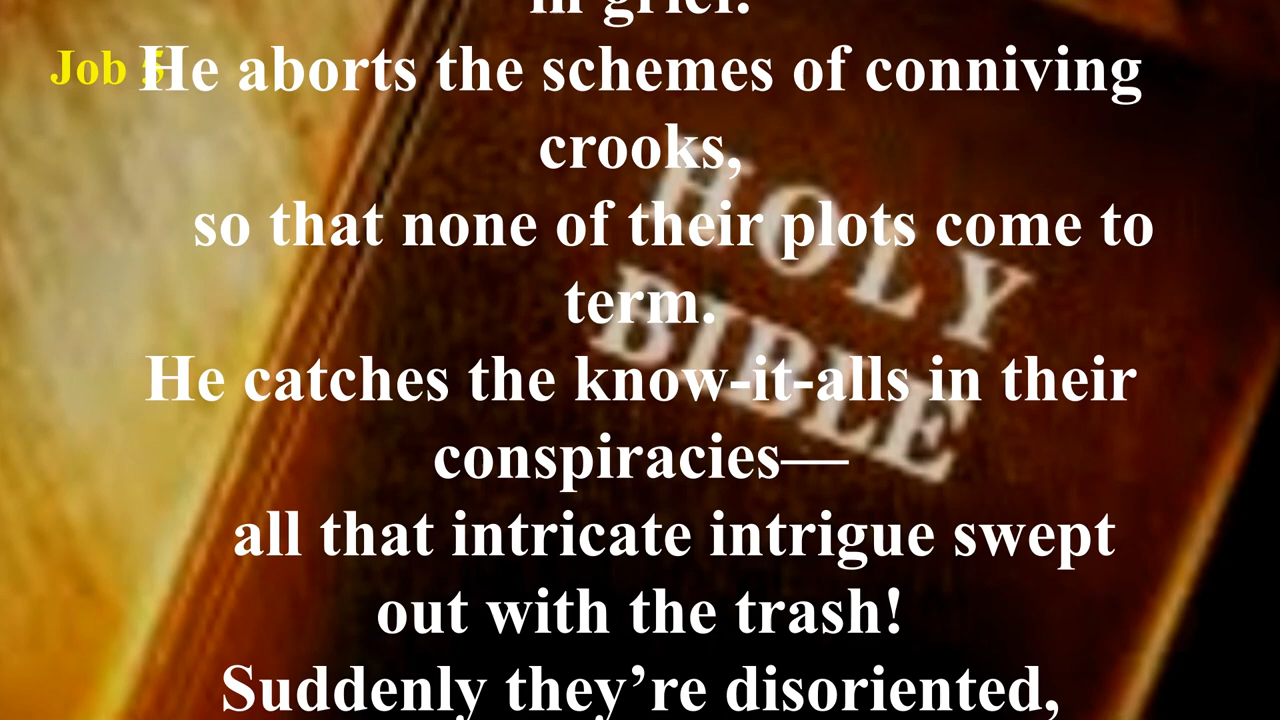 in grief.
Job 5
He aborts the schemes of conniving
crooks,
so that none of their plots come to
term.
He catches the know-it-alls in their
conspiracies—
all that intricate intrigue swept
out with the trash!
Suddenly they’re disoriented,
HOLY
BIBLE